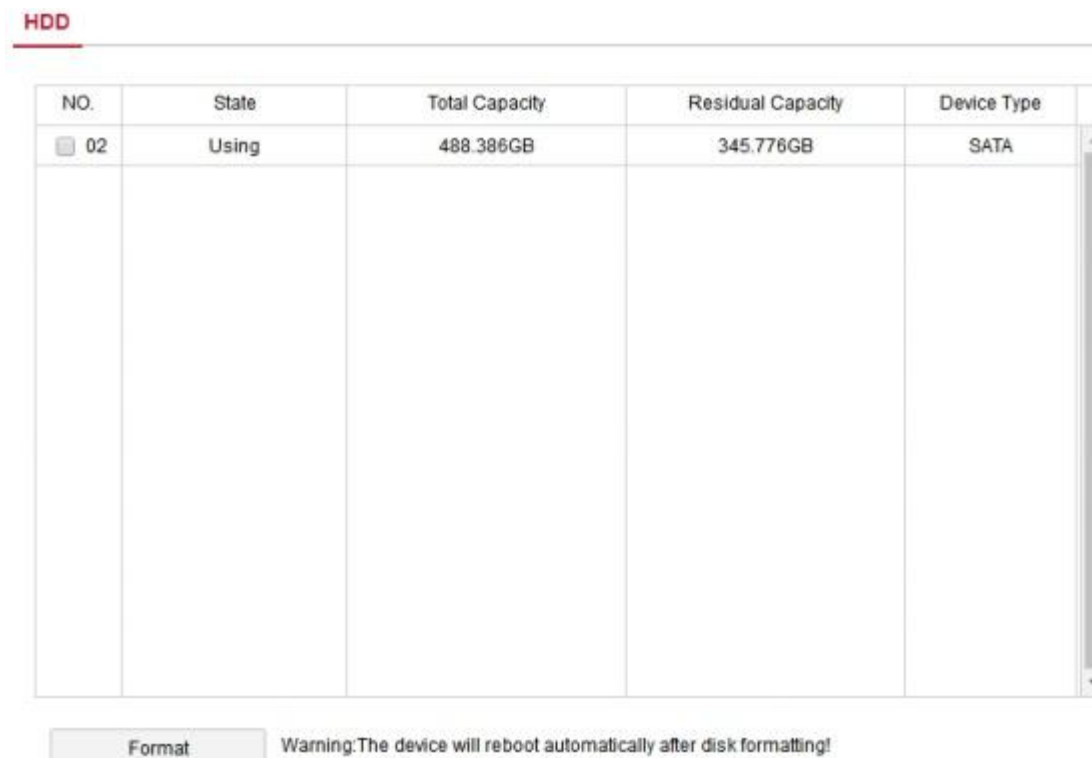 HDD
NO. State Total Capacity Residual Capacity Device Type
02 Using 488.386GB 345.776GB SATA
Format Warning:The device will reboot automatically after disk formatting!